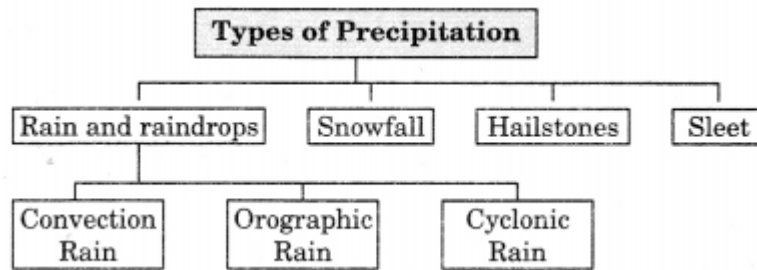 Types of Precipitation
Rain and raindrops
Snowfall
Hailstones
Sleet
Convection
Rain
Orographic
Rain
Cyclonic
Rain